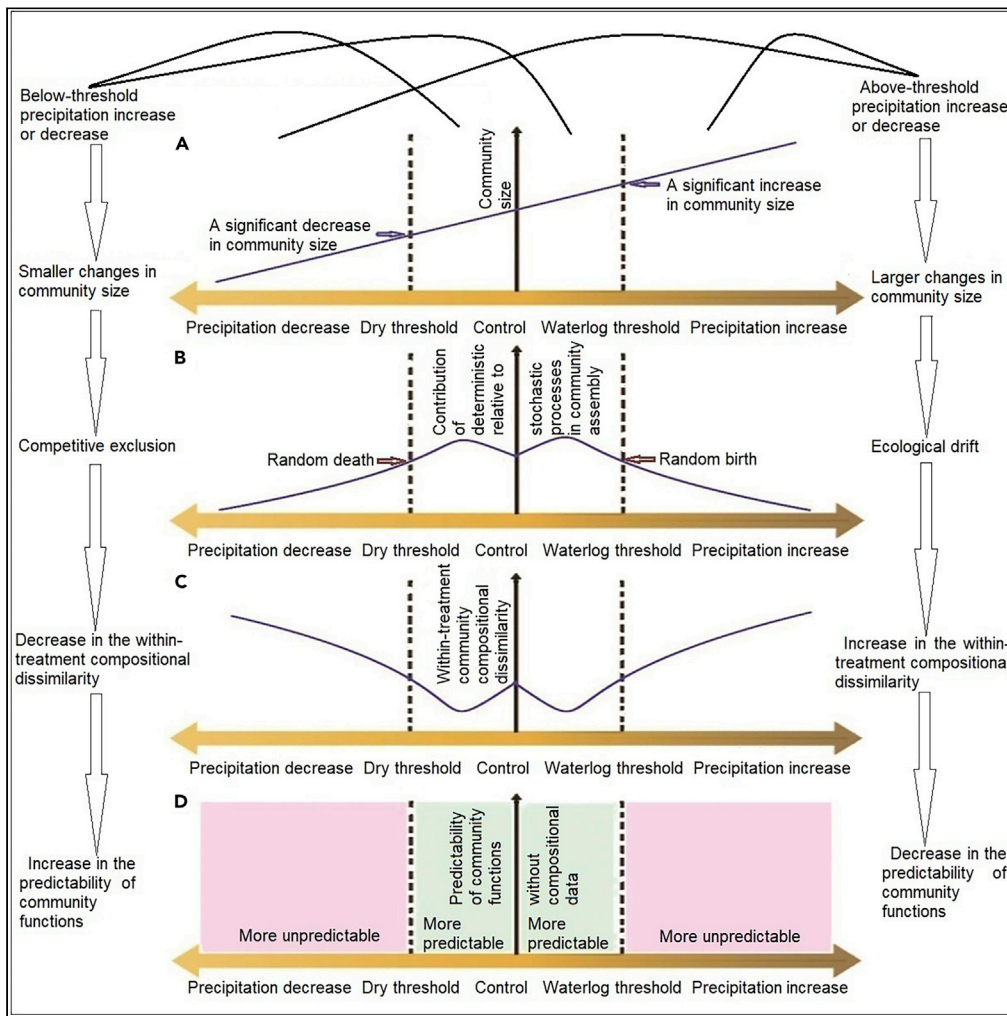 Below-threshold
precipitation increase
or decrease
Above-threshold
precipitation increase
or decrease
A
Community
size
A significant increase
in community size
A significant decrease
in community size
Smaller changes in
community size
Larger changes in
community size
Precipitation decrease Dry threshold Control Waterlog threshold Precipitation increase
B
Contribution
of
deterministic
relative to
stochastic
processes
in community
assembly
Competitive exclusion
Random death
Random birth
Ecological drift
Precipitation decrease Dry threshold Control Waterlog threshold Precipitation increase
C
Within-treatment
community
compositional
dissimilarity
Decrease in the within-
treatment compositional
dissimilarity
Increase in the within-
treatment compositional
dissimilarity
Precipitation decrease Dry threshold Control Waterlog threshold Precipitation increase
D
Predictability
of community
functions
without
compositional
data
Increase in the
predictability of
community
functions
Decrease in the
predictability of
community
functions
More unpredictable
More
predictable
More
predictable
More unpredictable
Precipitation decrease Dry threshold Control Waterlog threshold Precipitation increase